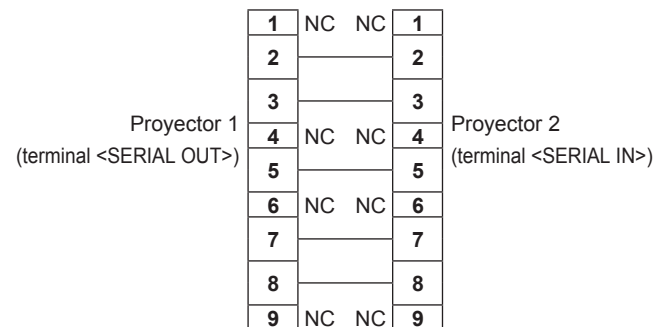 1 NC NC 1
2 2
3 3
Proyector 1
(terminal <SERIAL OUT>)
4 NC NC 4
Proyector 2
(terminal <SERIAL IN>)
5 5
6 NC NC 6
7 7
8 8
9 NC NC 9